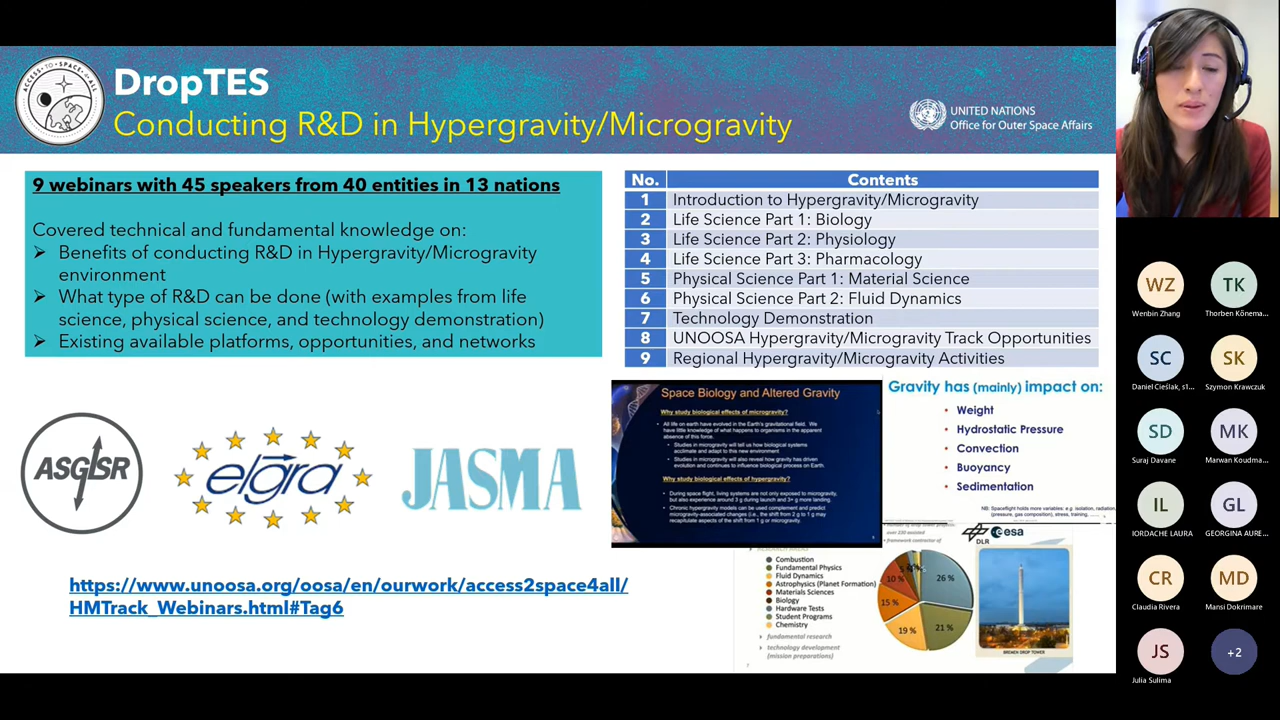 ACCESS TO SPACE 4 ALL
DropTES
Conducting R&D in Hypergravity/Microgravity
UNITED NATIONS
Office for Outer Space Affairs
9 webinars with 45 speakers from 40 entities in 13 nations
Covered technical and fundamental knowledge on:
➢ Benefits of conducting R&D in Hypergravity/Microgravity
environment
➢ What type of R&D can be done (with examples from life
science, physical science, and technology demonstration)
➢ Existing available platforms, opportunities, and networks
No. Contents
1 Introduction to Hypergravity/Microgravity
2 Life Science Part 1: Biology
3 Life Science Part 2: Physiology
4 Life Science Part 3: Pharmacology
5 Physical Science Part 1: Material Science
6 Physical Science Part 2: Fluid Dynamics
7 Technology Demonstration
8 UNOOSA Hypergravity/Microgravity Track Opportunities
9 Regional Hypergravity/Microgravity Activities
ASGSR
elgra
JASMA
https://www.unoosa.org/oosa/en/ourwork/access2space4all/
HMTrack_Webinars.html#Tag6
Space Biology and Altered Gravity
Why study biological effects of microgravity?
• All life on earth have evolved in the Earth's gravitational field. We
have little knowledge of what happens to organisms in the apparent
absence of this force.
• Studies in microgravity will tell us how biological systems
acclimate and adapt to this new environment
• Studies in microgravity will also reveal how gravity has driven
evolution and continues to influence biological process on Earth.
Why study biological effects of hypergravity?
• During space flight, living systems are not only exposed to microgravity,
but also experience around 3 g during launch and 3+ g more landing.
• Chronic hypergravity models can be used complement and predict
microgravity-associated changes (i.e., the shift from 2 g to 1 g may
recapitulate aspects of the shift from 1 g to microgravity).
Gravity has (mainly) impact on:
• Weight
• Hydrostatic Pressure
• Convection
• Buoyancy
• Sedimentation
NB: Spaceflight holds more variables: e.g. isolation, radiation,
(pressure, gas composition), stress, training,
over 230 existed
framework contractor of
DLR
esa
RESEARCH AREAS
Combustion
Fundamental Physics
Fluid Dynamics
Astrophysics (Planet Formation)
Materials Sciences
Biology
Hardware Tests
Student Programs
Chemistry
fundamental research
technology development
(mission preparations)
26 %
21 %
19 %
15 %
10 %
BREMEN DROP TOWER
WZ
Wenbin Zhang
TK
Thorben Könema...
SC
Daniel Cieślak, s1...
SK
Szymon Krawczuk
SD
Suraj Davane
MK
Marwan Koudma...
IL
IORDACHE LAURA
GL
GEORGINA AURE...
CR
Claudia Rivera
MD
Mansi Dokrimare
JS
Julia Sulima
+2